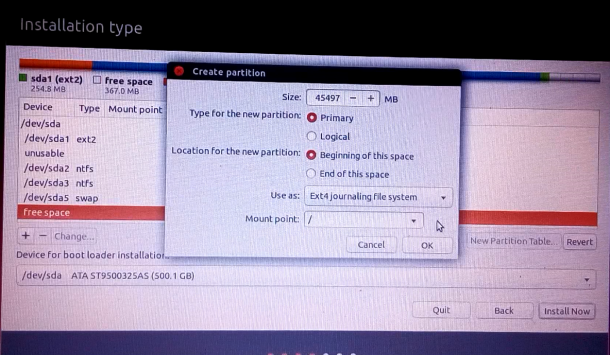 Installation type
sda1 (ext2) free space
254.8 MB 367.0 MB
Device Type Mount point
/dev/sda
/dev/sda1 ext2
unusable
/dev/sda2 ntfs
/dev/sda3 ntfs
/dev/sda5 swap
free space
+ − Change...
New Partition Table... Revert
Device for boot loader installation:
/dev/sda ATA ST9500325AS (500.1 GB)
Quit Back Install Now
Create partition
Size: 45497 − + MB
Type for the new partition: Primary
Logical
Location for the new partition: Beginning of this space
End of this space
Use as: Ext4 journaling file system
Mount point: /
Cancel OK